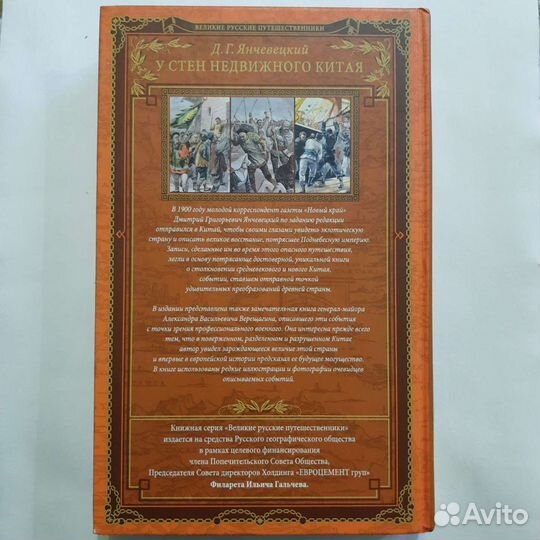 ВЕЛИКИЕ РУССКИЕ ПУТЕШЕСТВЕННИКИ
Д. Г. Янчевецкий
У СТЕН НЕДВИЖНОГО КИТАЯ
В 1900 году молодой корреспондент газеты «Новый край»
Дмитрий Григорьевич Янчевецкий по заданию редакции
отправился в Китай, чтобы своими глазами увидеть экзотическую
страну и описать великое восстание, потрясшее Поднебесную империю.
Записи, сделанные им во время этого опасного путешествия,
легли в основу потрясающе достоверной, уникальной книги
о столкновении средневекового и нового Китая,
событии, ставшем отправной точкой
удивительных преобразований древней страны.
В издании представлена также замечательная книга генерал-майора
Александра Васильевича Верещагина, описавшего эти события
с точки зрения профессионального военного. Она интересна прежде всего
тем, что в поверженном, разделенном и разрушенном Китае
автор увидел зарождающееся величие этой страны
и впервые в европейской истории предсказал ее будущее могущество.
В книге использованы редкие иллюстрации и фотографии очевидцев
описываемых событий.
Книжная серия «Великие русские путешественники»
издается на средства Русского географического общества
в рамках целевого финансирования
члена Попечительского Совета Общества,
Председателя Совета директоров Холдинга «ЕВРОЦЕМЕНТ груп»
Филарета Ильича Гальчева.
Avito